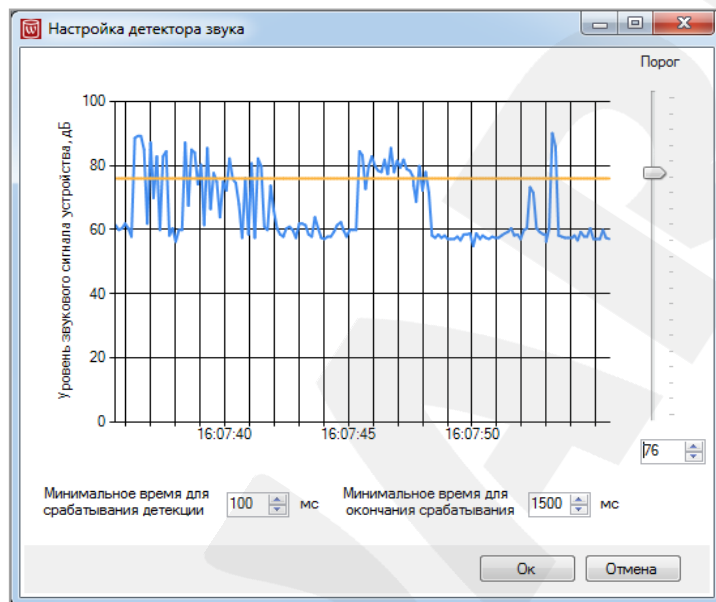 Настройка детектора звука
Порог
Уровень звукового сигнала устройства, дБ
100
80
60
40
20
0
16:07:40 16:07:45 16:07:50
76
Минимальное время для
срабатывания детекции
100 мс
Минимальное время для
окончания срабатывания
1500 мс
Ок Отмена